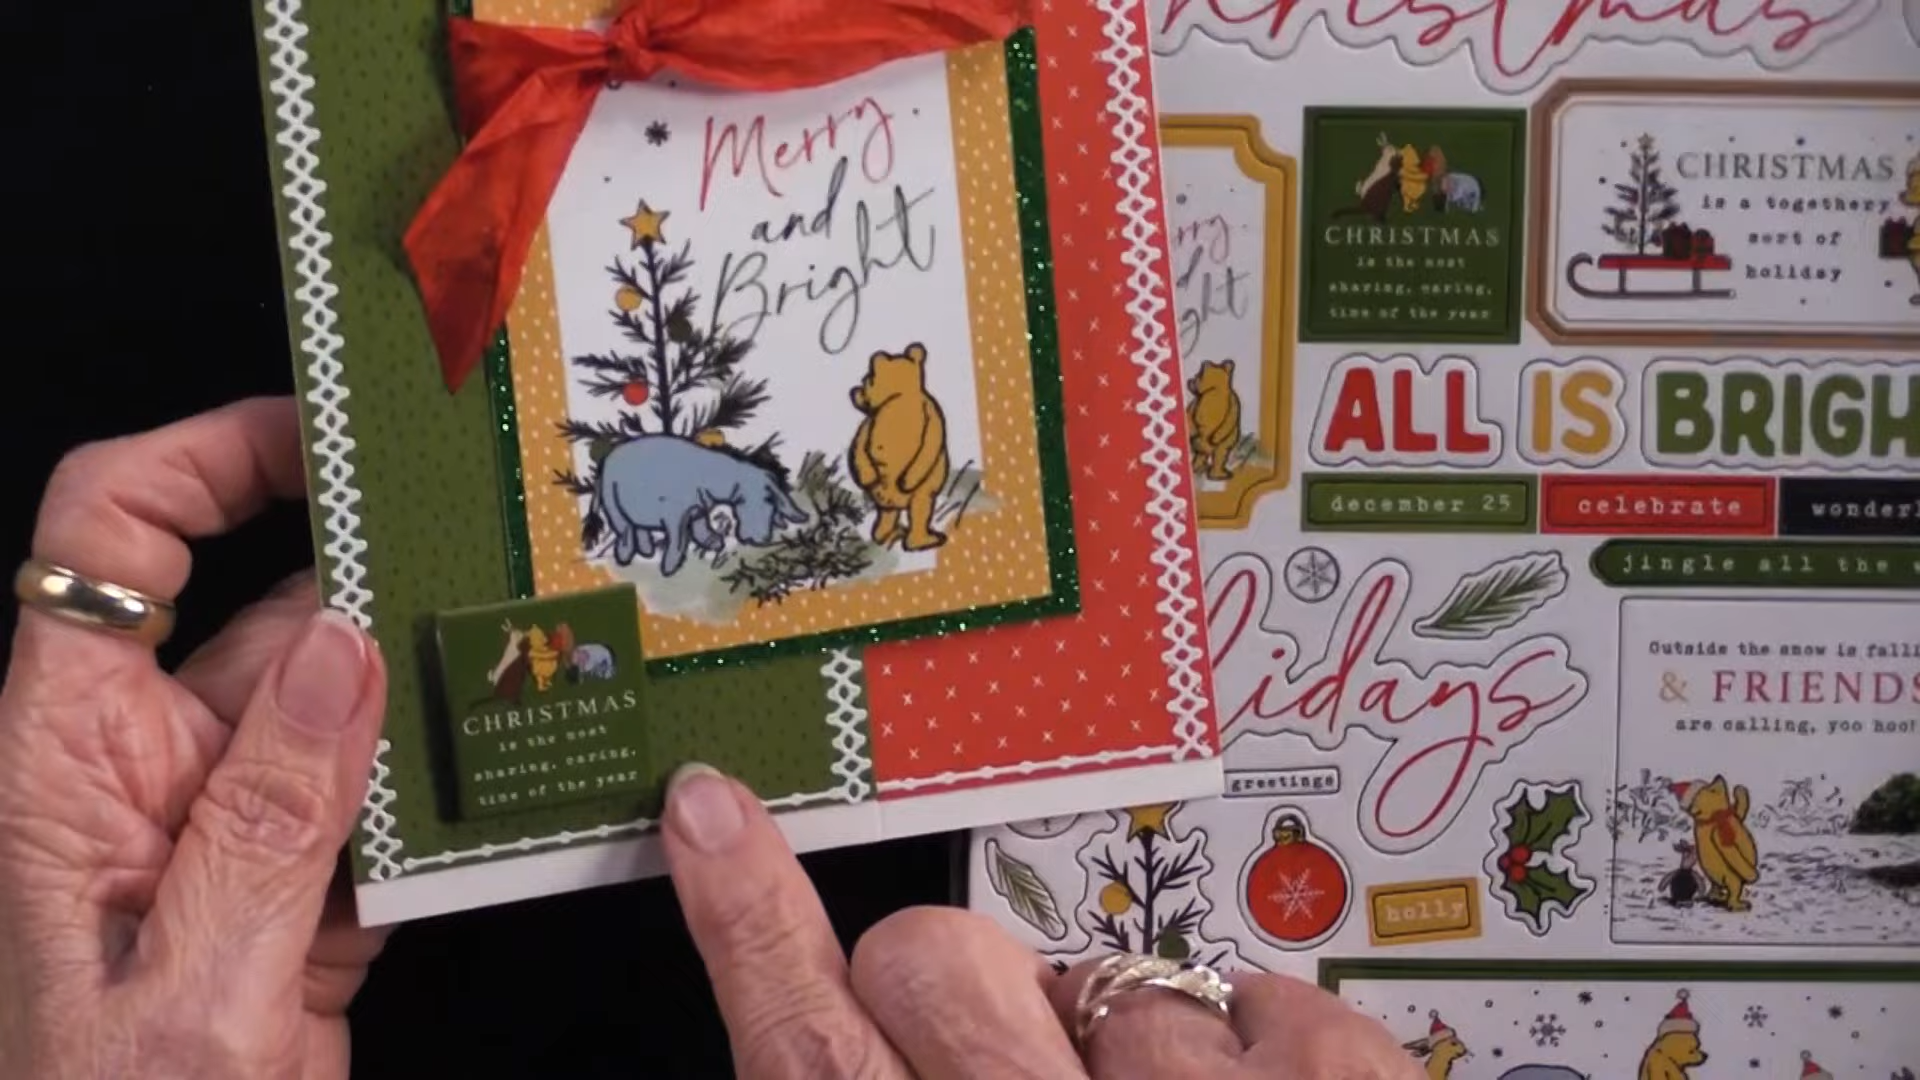 Merry
and
Bright
CHRISTMAS
is the most
sharing, caring,
time of the year
CHRISTMAS
is the most
sharing, caring,
time of the year
CHRISTMAS
is a togethery
sort of
holiday
ALL IS BRIGH
december 25
celebrate
jingle all the
Outside the snow is
& FRIENDS
are calling, yoo hoo!
greetings
holly